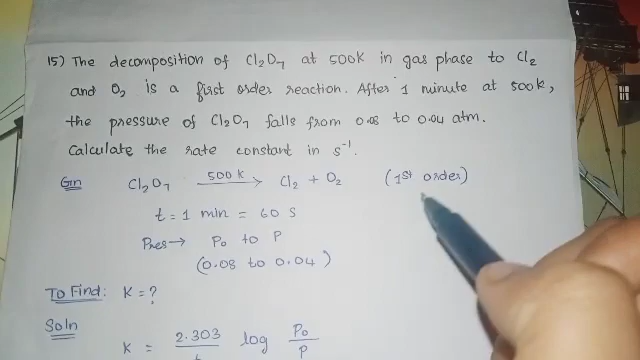 15) The decomposition of Cl₂O₇ at 500K in gas phase to Cl₂
and O₂ is a first order reaction. After 1 minute at 500K,
the pressure of Cl₂O₇ falls from 0.08 to 0.04 atm.
Calculate the rate constant in s⁻¹.
Gn Cl₂O₇ —500 K→ Cl₂ + O₂ (1st order)
t = 1 min = 60 s
Pres → P₀ to P
(0.08 to 0.04)
To Find: K = ?
Soln
K = 2.303/t log P₀/P